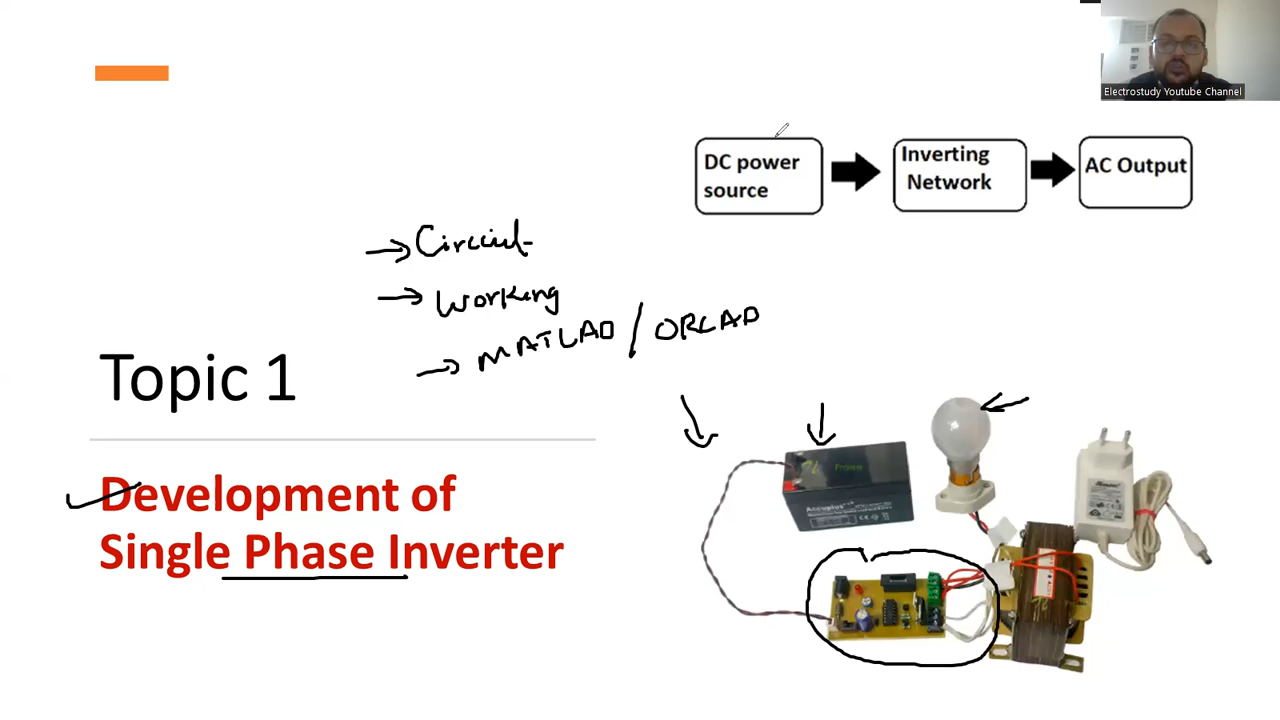 Electrostudy Youtube Channel
DC power
source
Inverting
Network
AC Output
→ Circuit
→ Working
→ MATLAB / ORCAD
Topic 1
Development of
Single Phase Inverter
Accuplus